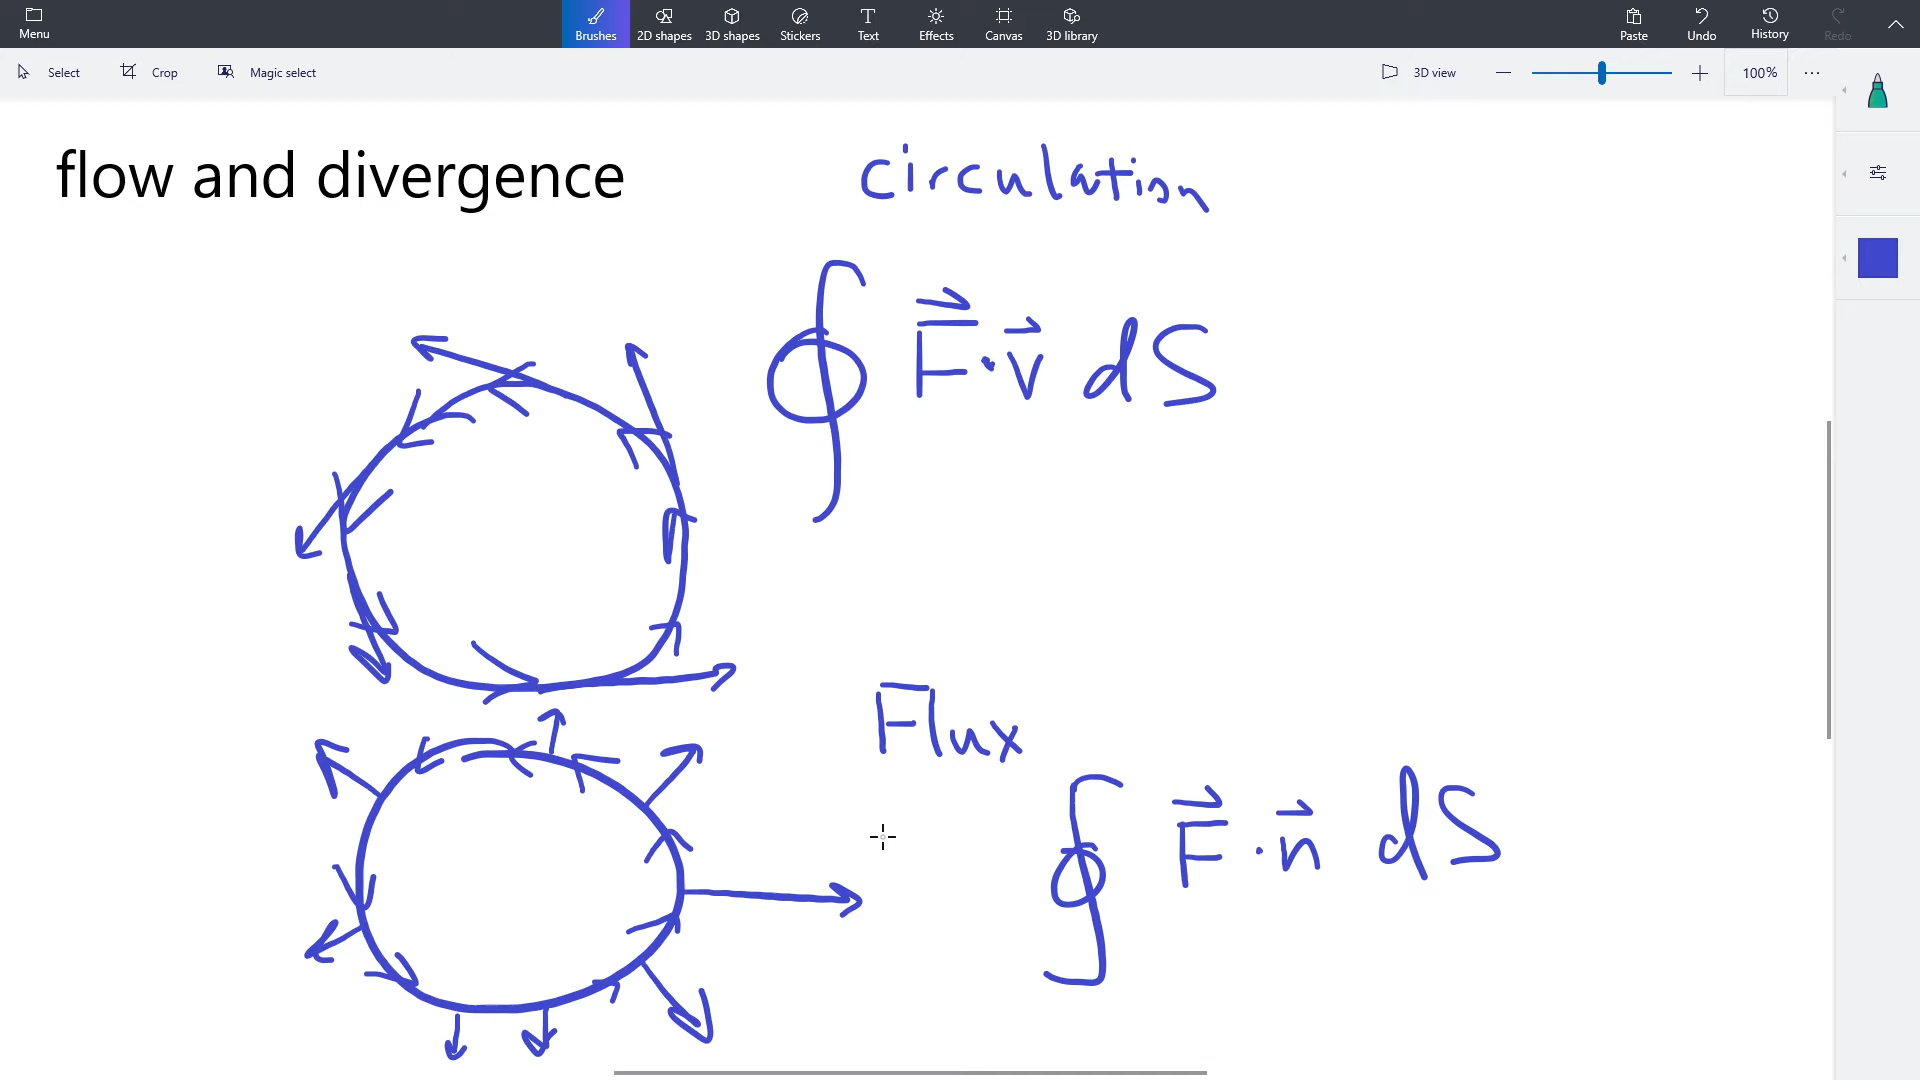 Menu
Brushes
2D shapes
3D shapes
Stickers
Text
Effects
Canvas
3D library
Paste
Undo
History
Redo
Select
Crop
Magic select
3D view
100%
flow and divergence
circulation
∮ F⃗ · v⃗ dS
Flux
∮ F⃗ · n⃗ dS